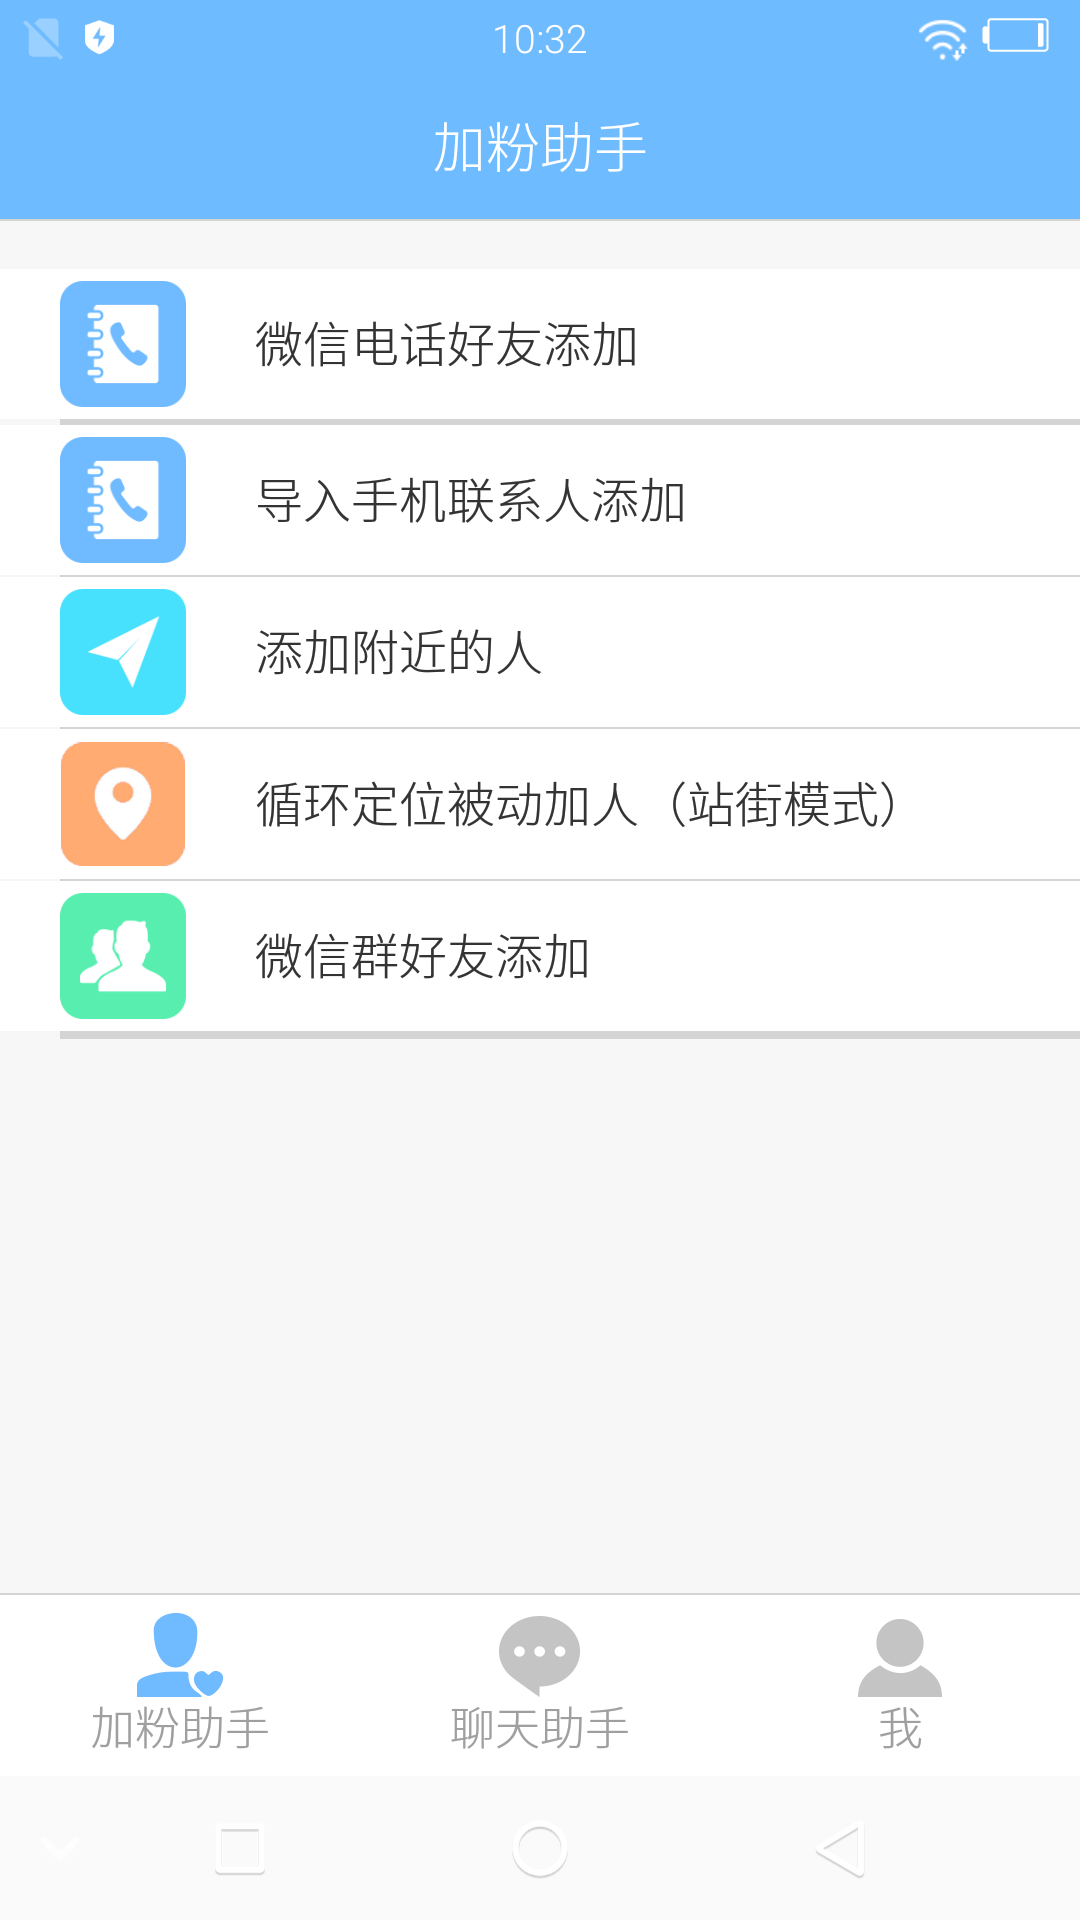 10:32
加粉助手
微信电话好友添加
导入手机联系人添加
添加附近的人
循环定位被动加人（站街模式）
微信群好友添加
加粉助手
聊天助手
我